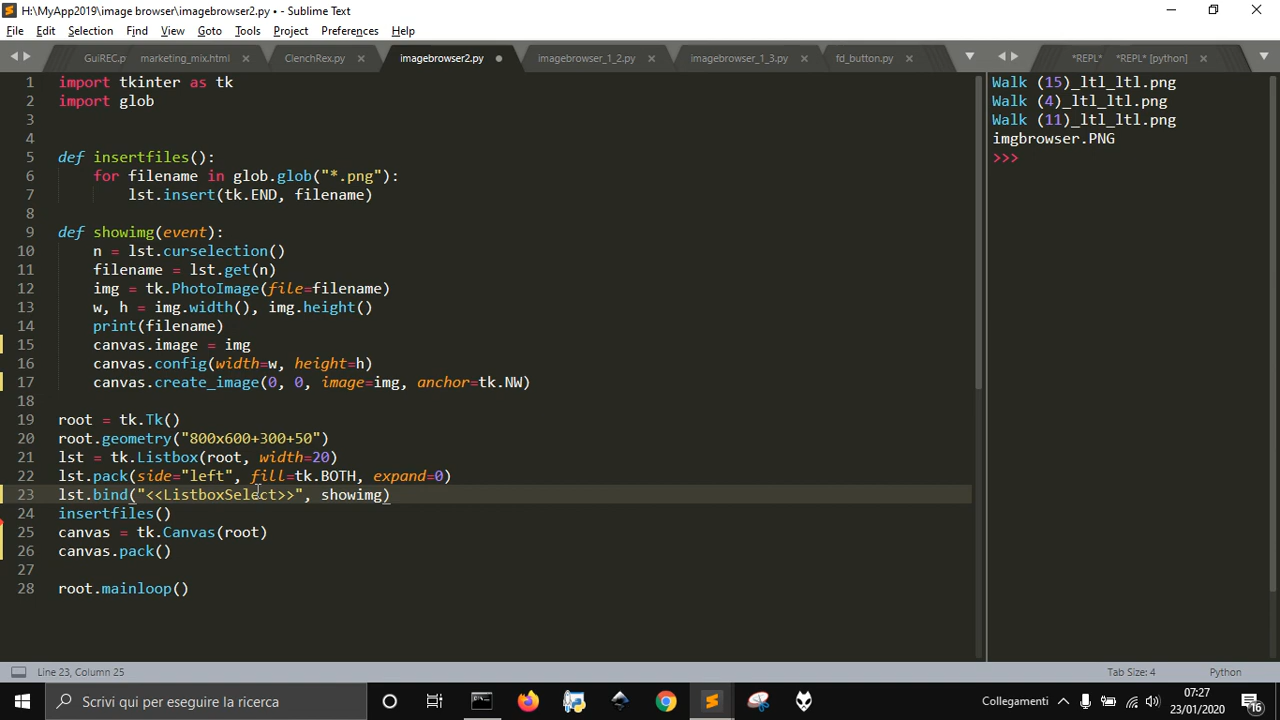 H:\MyApp2019\image browser\imagebrowser2.py • - Sublime Text
File Edit Selection Find View Goto Tools Project Preferences Help
GuiREC.p marketing_mix.html ClenchRex.py imagebrowser2.py imagebrowser_1_2.py imagebrowser_1_3.py fd_button.py *REPL* *REPL* [python]
1 import tkinter as tk
2 import glob
3
4
5 def insertfiles():
6 for filename in glob.glob("*.png"):
7 lst.insert(tk.END, filename)
8
9 def showimg(event):
10 n = lst.curselection()
11 filename = lst.get(n)
12 img = tk.PhotoImage(file=filename)
13 w, h = img.width(), img.height()
14 print(filename)
15 canvas.image = img
16 canvas.config(width=w, height=h)
17 canvas.create_image(0, 0, image=img, anchor=tk.NW)
18
19 root = tk.Tk()
20 root.geometry("800x600+300+50")
21 lst = tk.Listbox(root, width=20)
22 lst.pack(side="left", fill=tk.BOTH, expand=0)
23 lst.bind("<<ListboxSelect>>", showimg)
24 insertfiles()
25 canvas = tk.Canvas(root)
26 canvas.pack()
27
28 root.mainloop()
Walk (15)_ltl_ltl.png
Walk (4)_ltl_ltl.png
Walk (11)_ltl_ltl.png
imgbrowser.PNG
>>>
Line 23, Column 25 Tab Size: 4 Python
Scrivi qui per eseguire la ricerca Collegamenti 07:27
23/01/2020 16